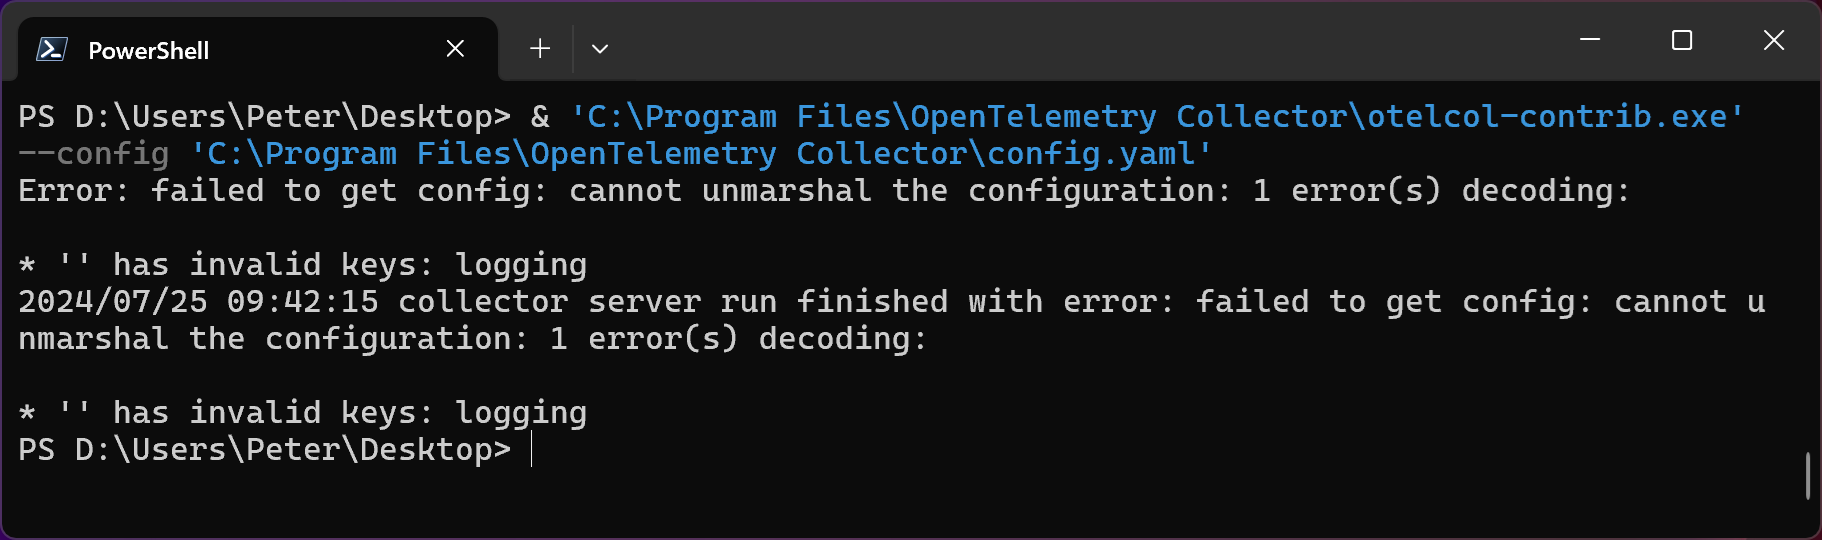 PowerShell
PS D:\Users\Peter\Desktop> & 'C:\Program Files\OpenTelemetry Collector\otelcol-contrib.exe'
--config 'C:\Program Files\OpenTelemetry Collector\config.yaml'
Error: failed to get config: cannot unmarshal the configuration: 1 error(s) decoding:
* '' has invalid keys: logging
2024/07/25 09:42:15 collector server run finished with error: failed to get config: cannot u
nmarshal the configuration: 1 error(s) decoding:
* '' has invalid keys: logging
PS D:\Users\Peter\Desktop>